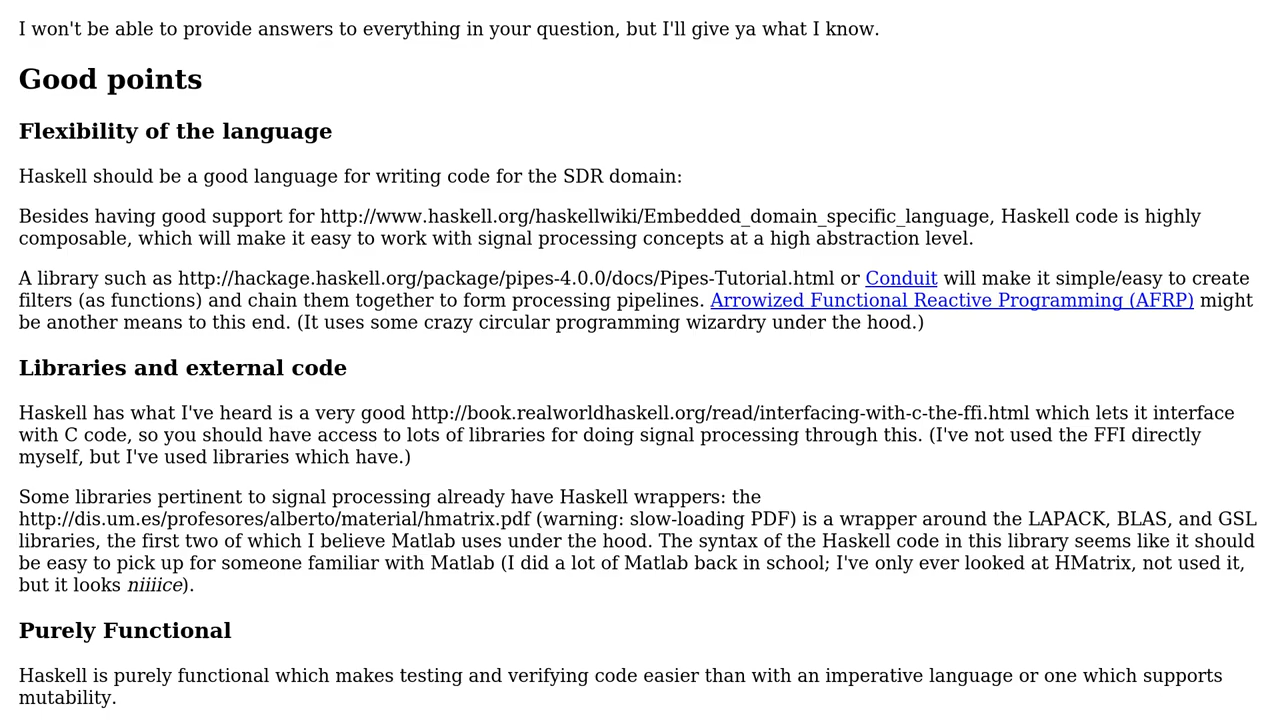 I won't be able to provide answers to everything in your question, but I'll give ya what I know.
Good points
Flexibility of the language
Haskell should be a good language for writing code for the SDR domain:
Besides having good support for http://www.haskell.org/haskellwiki/Embedded_domain_specific_language, Haskell code is highly
composable, which will make it easy to work with signal processing concepts at a high abstraction level.
A library such as http://hackage.haskell.org/package/pipes-4.0.0/docs/Pipes-Tutorial.html or Conduit will make it simple/easy to create
filters (as functions) and chain them together to form processing pipelines. Arrowized Functional Reactive Programming (AFRP) might
be another means to this end. (It uses some crazy circular programming wizardry under the hood.)
Libraries and external code
Haskell has what I've heard is a very good http://book.realworldhaskell.org/read/interfacing-with-c-the-ffi.html which lets it interface
with C code, so you should have access to lots of libraries for doing signal processing through this. (I've not used the FFI directly
myself, but I've used libraries which have.)
Some libraries pertinent to signal processing already have Haskell wrappers: the
http://dis.um.es/profesores/alberto/material/hmatrix.pdf (warning: slow-loading PDF) is a wrapper around the LAPACK, BLAS, and GSL
libraries, the first two of which I believe Matlab uses under the hood. The syntax of the Haskell code in this library seems like it should
be easy to pick up for someone familiar with Matlab (I did a lot of Matlab back in school; I've only ever looked at HMatrix, not used it,
but it looks niiiice).
Purely Functional
Haskell is purely functional which makes testing and verifying code easier than with an imperative language or one which supports
mutability.